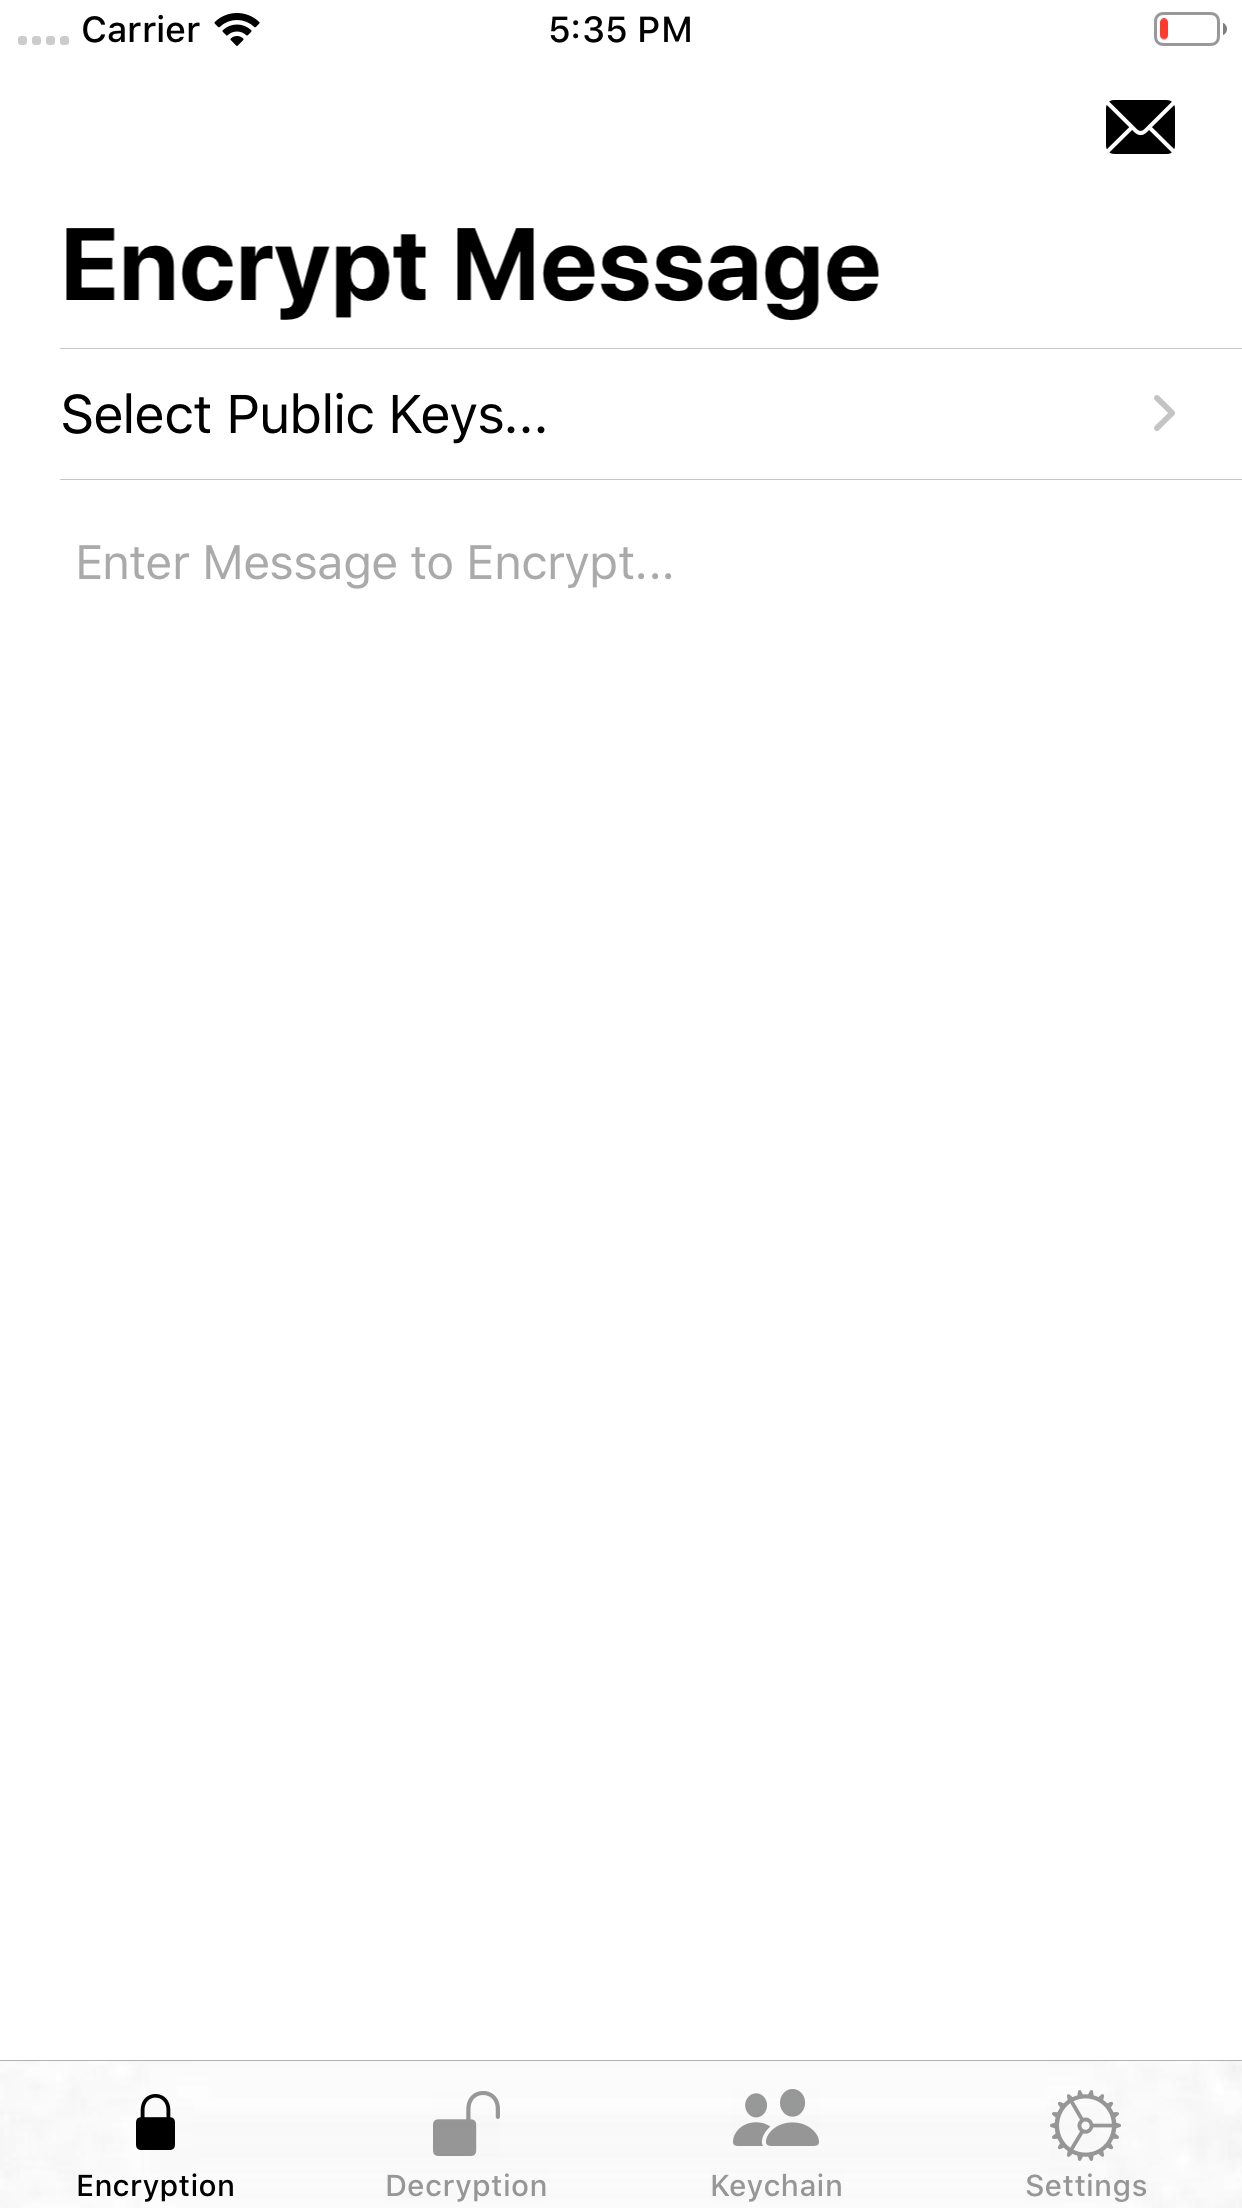 Carrier 5:35 PM
Encrypt Message
Select Public Keys...
Enter Message to Encrypt...
Encryption Decryption Keychain Settings